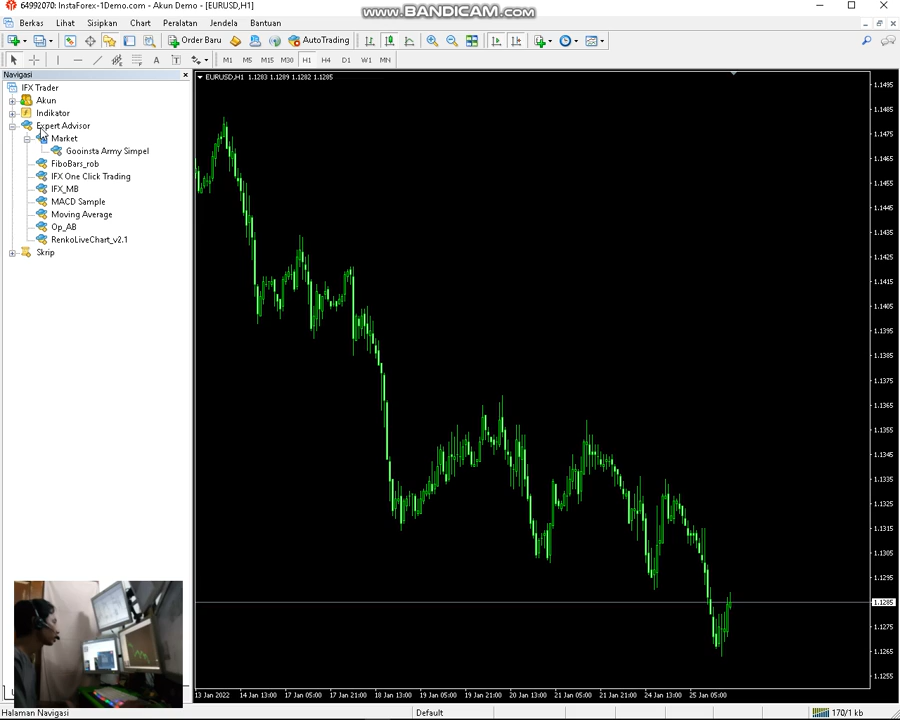 64992070: InstaForex-1Demo.com - Akun Demo - [EURUSD,H1]
www.BANDICAM.com
Berkas Lihat Sisipkan Chart Peralatan Jendela Bantuan
Order Baru AutoTrading
A T M1 M5 M15 M30 H1 H4 D1 W1 MN
Navigasi
IFX Trader
Akun
Indikator
Expert Advisor
Market
Gooinsta Army Simpel
FiboBars_rob
IFX One Click Trading
IFX_MB
MACD Sample
Moving Average
Op_AB
RenkoLiveChart_v2.1
Skrip
EURUSD,H1 1.1283 1.1289 1.1282 1.1285
1.1495
1.1485
1.1475
1.1465
1.1455
1.1445
1.1435
1.1425
1.1415
1.1405
1.1395
1.1385
1.1375
1.1365
1.1355
1.1345
1.1335
1.1325
1.1315
1.1305
1.1295
1.1285
1.1275
1.1265
1.1255
13 Jan 2022 14 Jan 13:00 17 Jan 05:00 17 Jan 21:00 18 Jan 13:00 19 Jan 05:00 19 Jan 21:00 20 Jan 13:00 21 Jan 05:00 21 Jan 21:00 24 Jan 13:00 25 Jan 05:00
Halaman Navigasi Default 170/1 kb